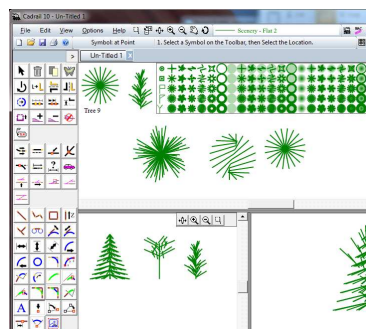 Cadrail 10 - Un-Titled 1
File Edit View Options Help Scenery - Flat 2
Symbol at Point 1. Select a Symbol on the Toolbar, then Select the Location.
> Un-Titled 1
Tree 9